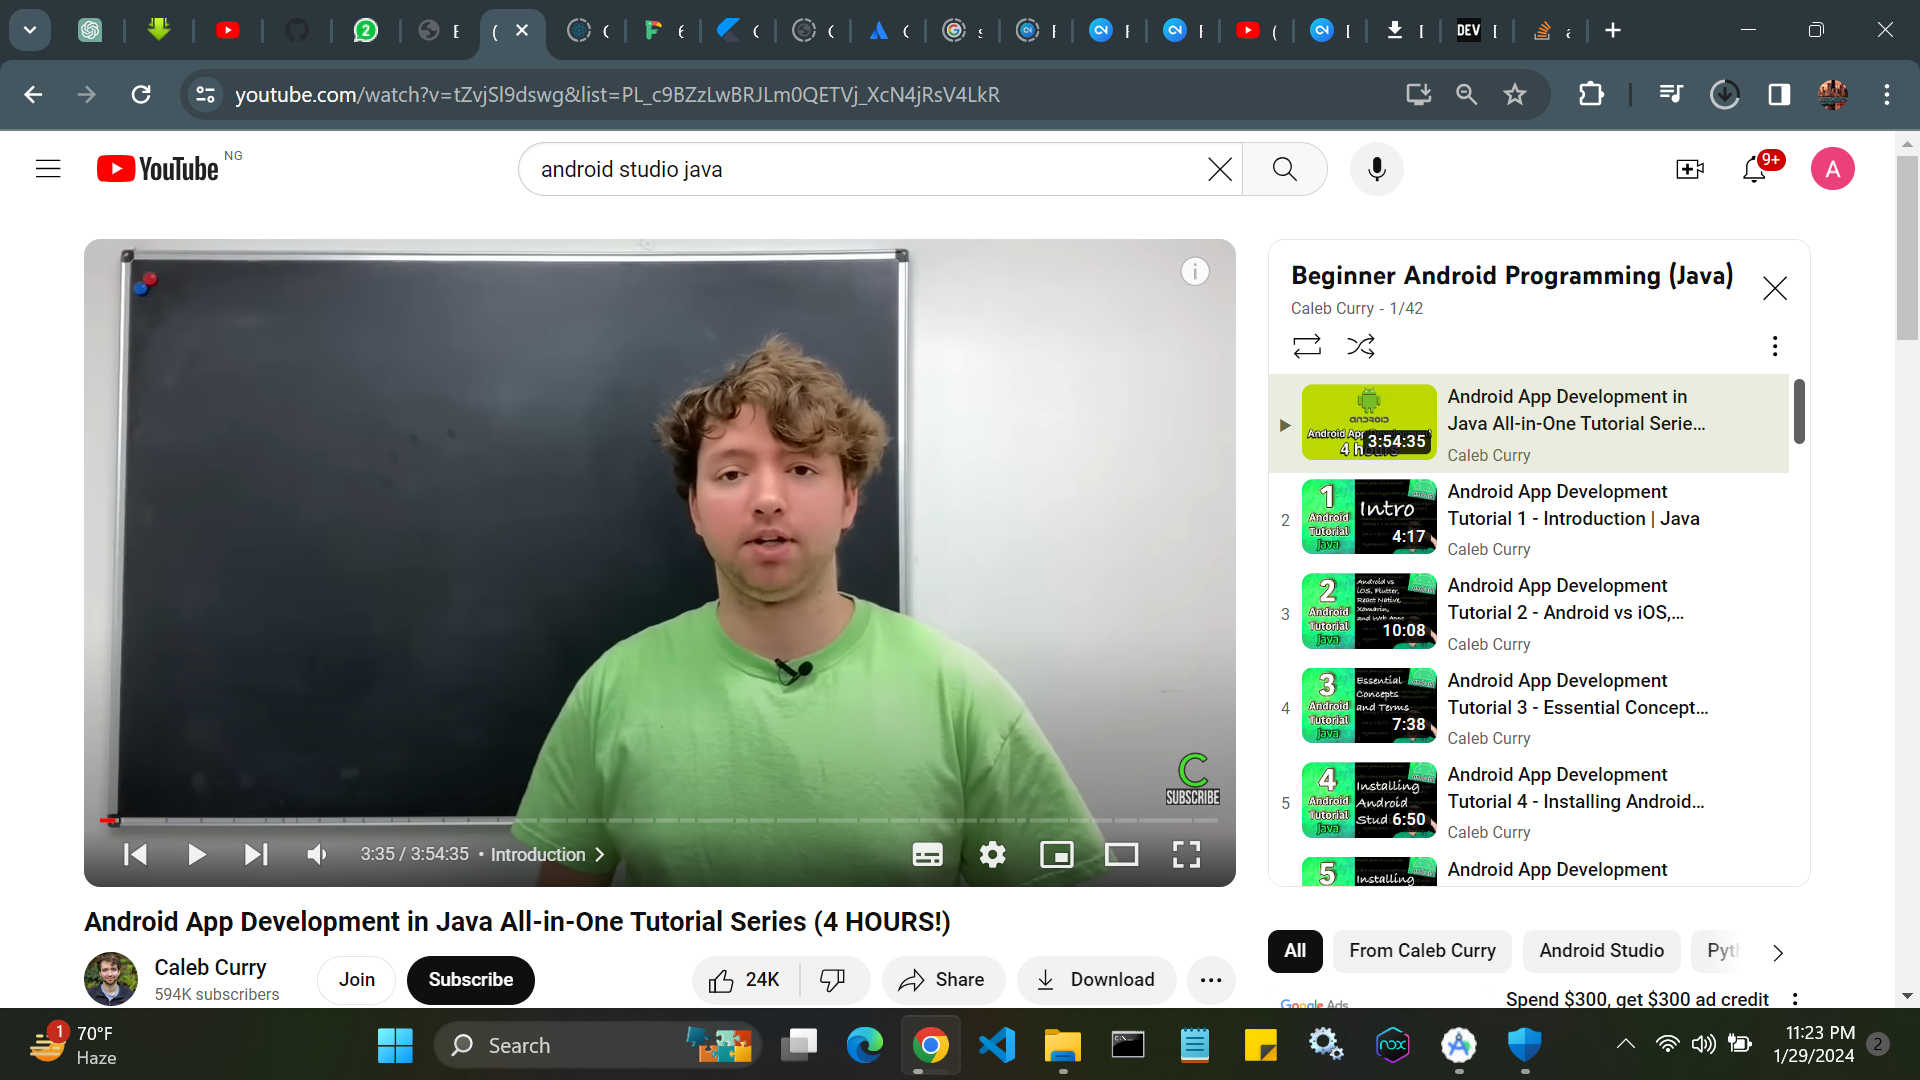 2
E
(
C
6
C
C
C
s
F
F
F
(
DEV
youtube.com/watch?v=tZvjSl9dswg&list=PL_c9BZzLwBRJLm0QETVj_XcN4jRsV4LkR
YouTube NG
android studio java
9+
A
SUBSCRIBE
3:35 / 3:54:35 • Introduction
Android App Development in Java All-in-One Tutorial Series (4 HOURS!)
Caleb Curry
594K subscribers
Join
Subscribe
24K
Share
Download
Beginner Android Programming (Java)
Caleb Curry - 1/42
android
4 hours
3:54:35
Android App Development in
Java All-in-One Tutorial Serie...
Caleb Curry
2
1
Android
Tutorial
Java
Intro
4:17
Android App Development
Tutorial 1 - Introduction | Java
Caleb Curry
3
2
Android
Tutorial
Java
Android vs
iOS, Flutter,
React Native,
Xamarin,
and Web Apps
10:08
Android App Development
Tutorial 2 - Android vs iOS,...
Caleb Curry
4
3
Android
Tutorial
Java
Essential
Concepts
and Terms
7:38
Android App Development
Tutorial 3 - Essential Concept...
Caleb Curry
5
4
Android
Tutorial
Java
Installing
Android
Stud
6:50
Android App Development
Tutorial 4 - Installing Android...
Caleb Curry
5
Installing
Android App Development
All
From Caleb Curry
Android Studio
Pyt
Google Ads
Spend $300, get $300 ad credit
1
70°F
Haze
Search
nox
11:23 PM
1/29/2024
2